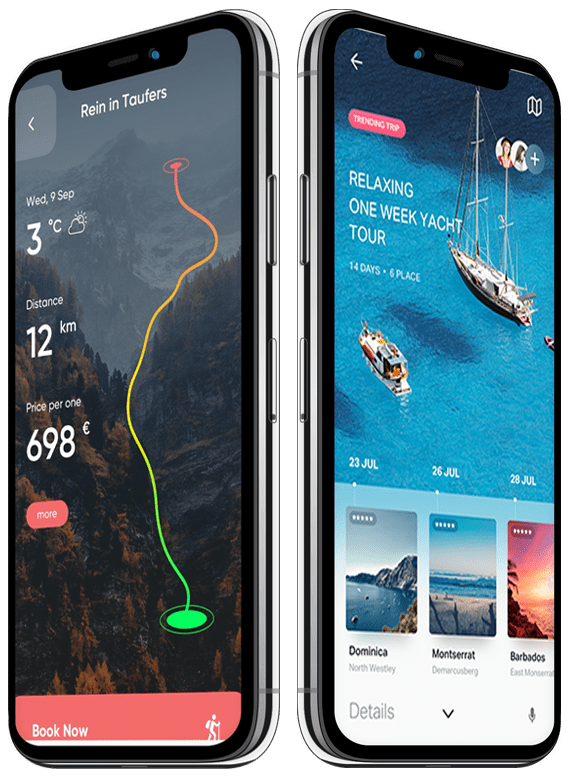 Rein in Taufers
Wed, 9 Sep
3 °C
Distance
12 km
Price per one
698 €
more
Book Now
TRENDING TRIP
RELAXING
ONE WEEK YACHT
TOUR
14 DAYS • 6 PLACE
23 JUL
26 JUL
28 JUL
Dominica
North Westley
Montserrat
Demarcusberg
Barbados
East Monserrat
Details